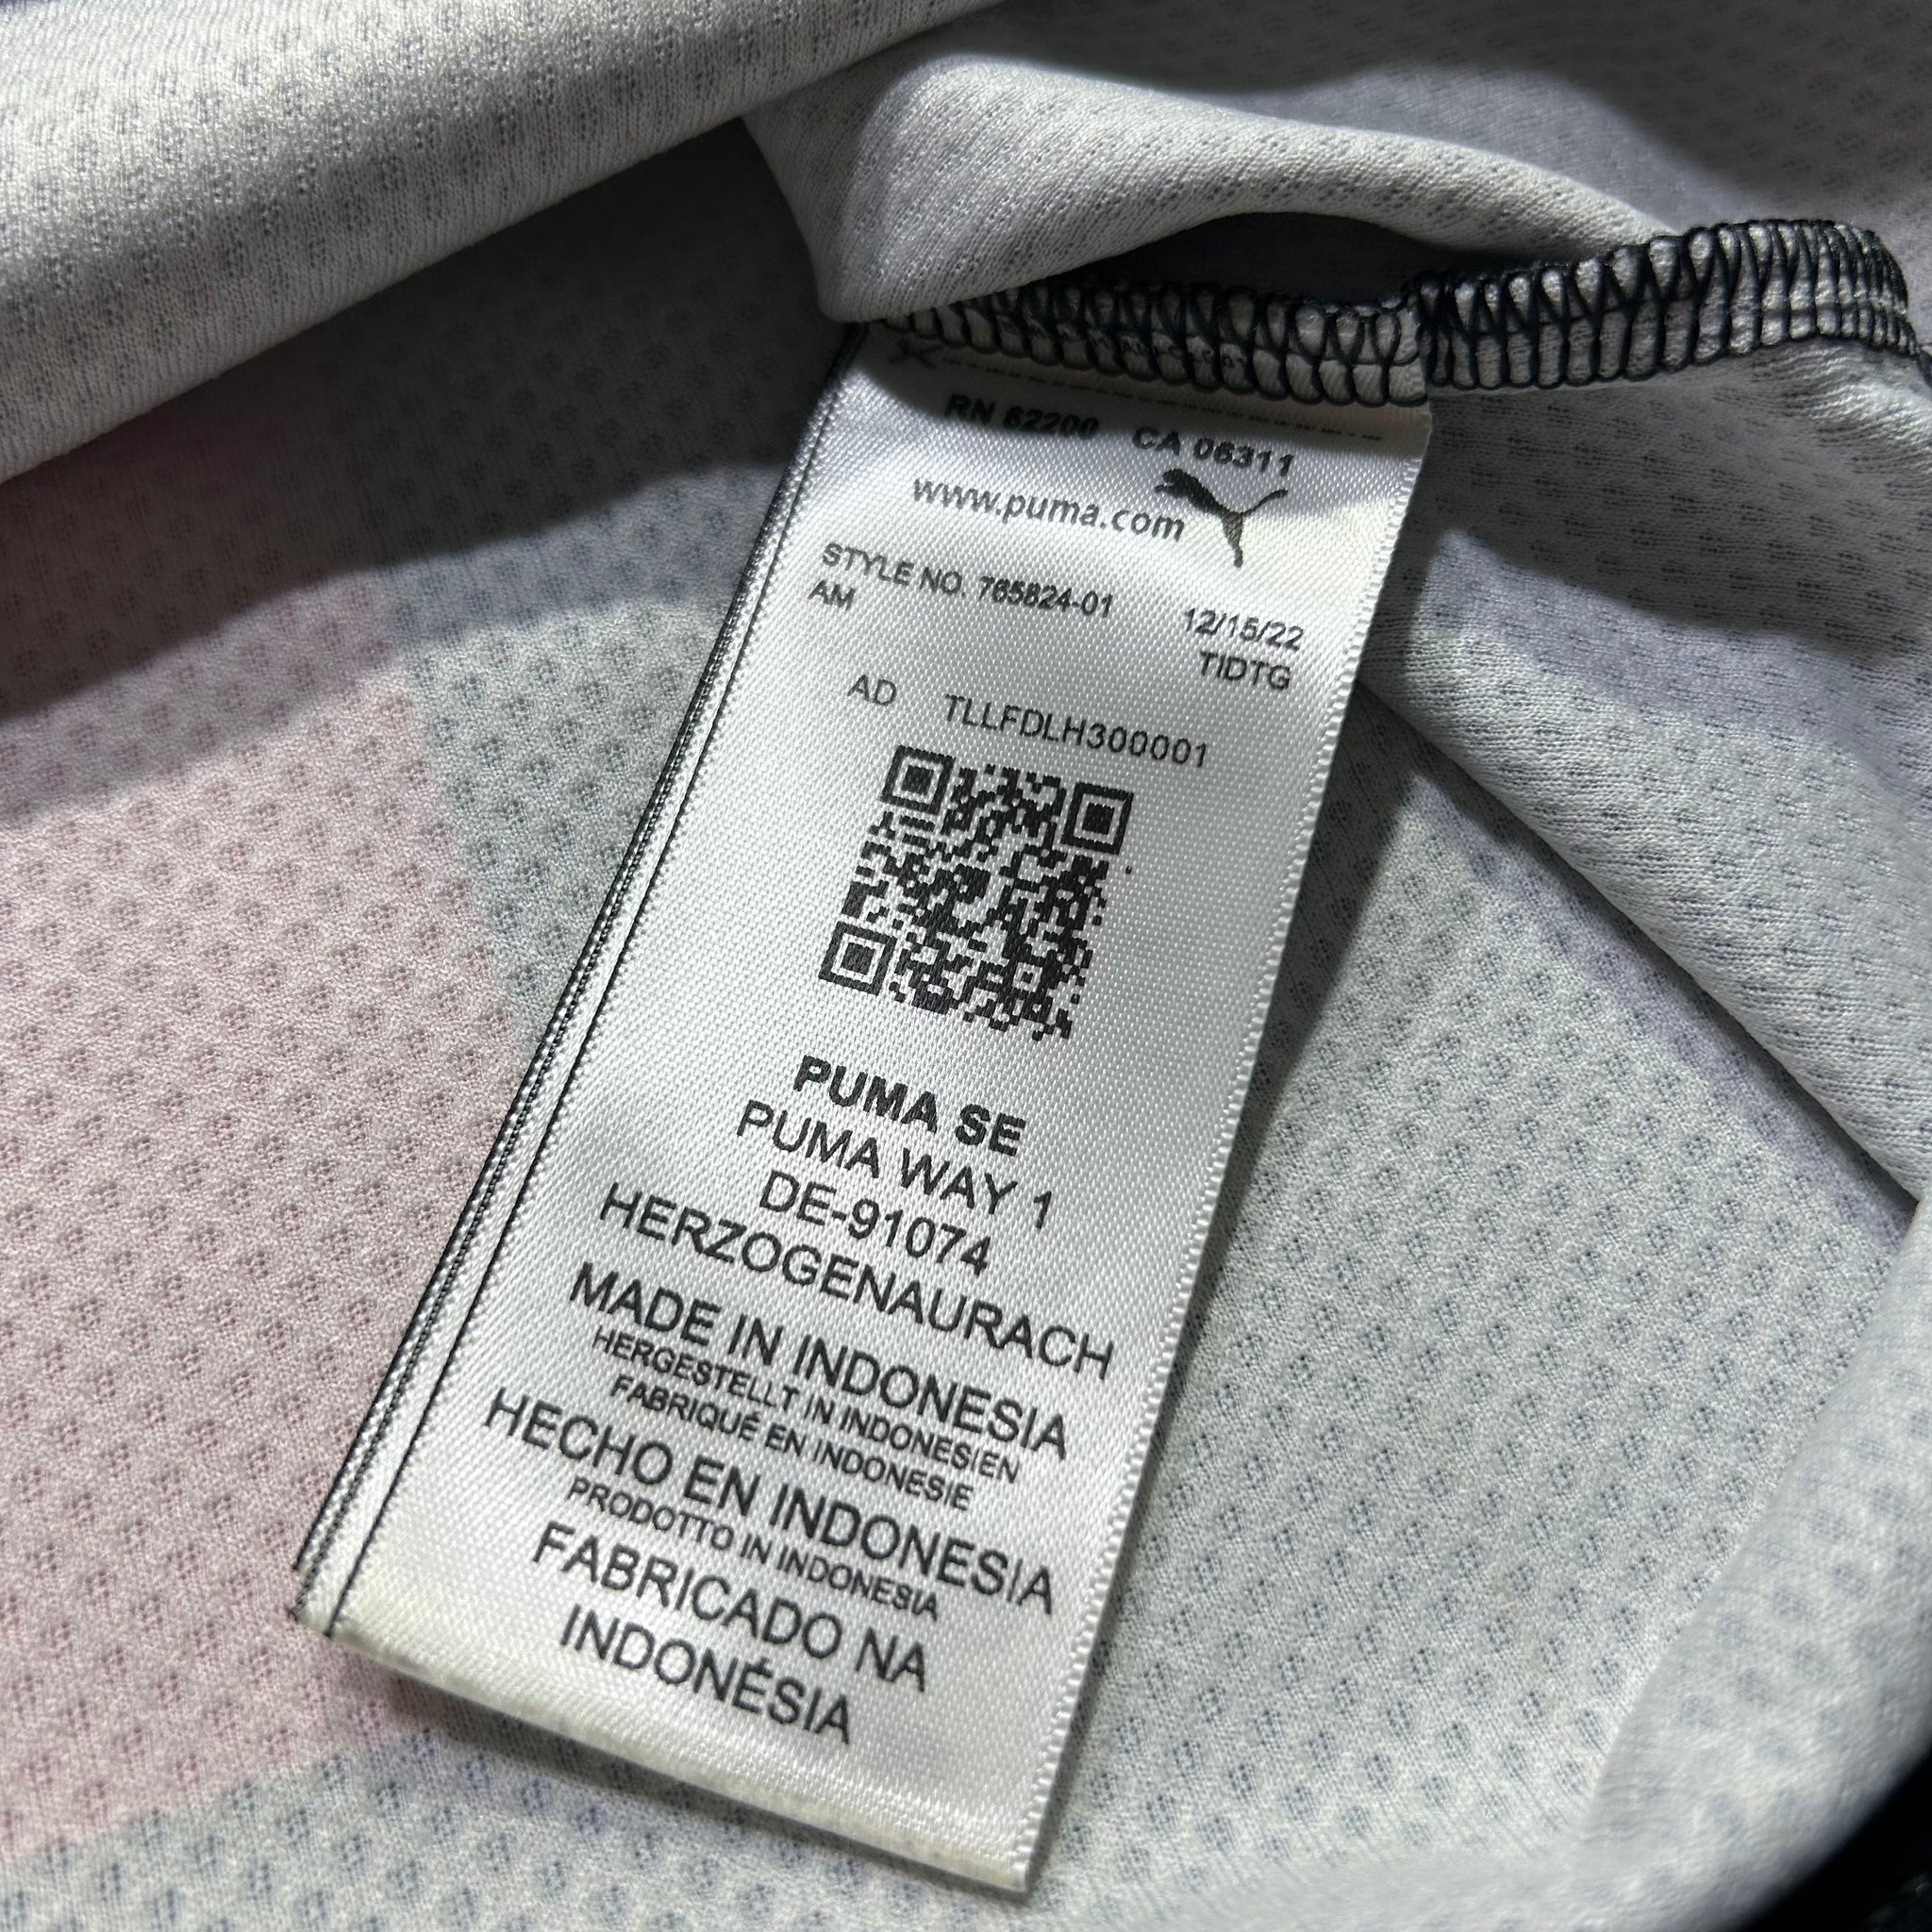 RN 62200 CA 06311
www.puma.com
STYLE NO. 765824-01 12/15/22
AM TIDTG
AD TLLFDLH300001
PUMA SE
PUMA WAY 1
DE-91074
HERZOGENAURACH
MADE IN INDONESIA
HERGESTELLT IN INDONESIEN
FABRIQUÉ EN INDONESIE
HECHO EN INDONESIA
PRODOTTO IN INDONESIA
FABRICADO NA
INDONÉSIA